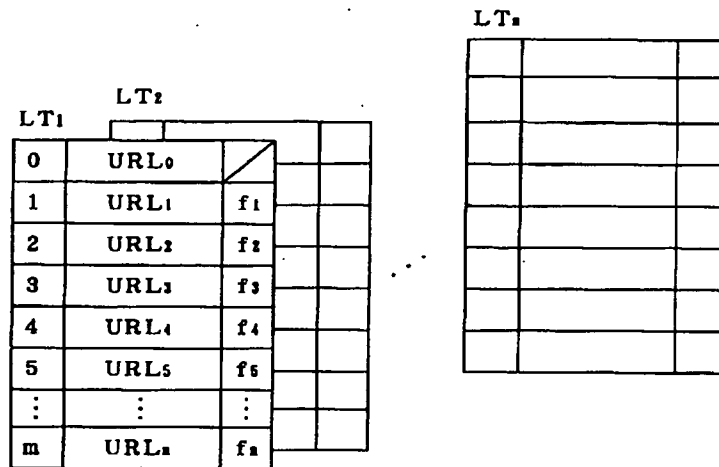 LTn
LT2
LT1
0 URL0
1 URL1 f1
2 URL2 f2
3 URL3 f3
4 URL4 f4
5 URL5 f5
⋮ ⋮ ⋮
m URLn fn